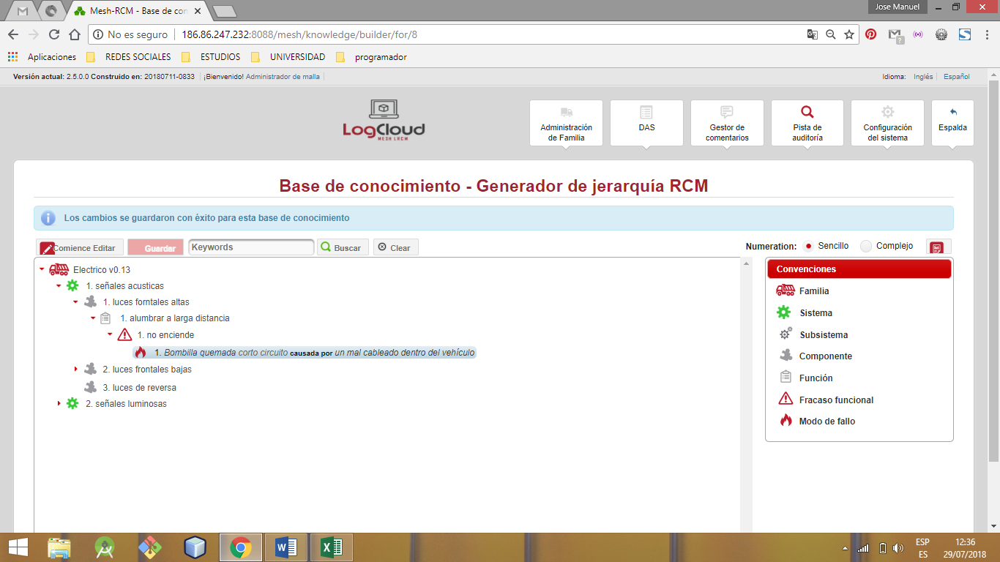 Jose Manuel
Mesh-RCM - Base de con
No es seguro | 186.86.247.232:8088/mesh/knowledge/builder/for/8
Aplicaciones REDES SOCIALES ESTUDIOS UNIVERSIDAD programador
Versión actual: 2.5.0.0 Construido en: 20180711-0833 | ¡Bienvenido! Administrador de malla
Idioma: Inglés Español
LogCloud
MESH LRCM
Administración de Familia
DAS
Gestor de comentarios
Pista de auditoría
Configuración del sistema
Espalda
Base de conocimiento - Generador de jerarquía RCM
Los cambios se guardaron con éxito para esta base de conocimiento
Comience Editar Guardar Keywords Buscar Clear
Numeration: Sencillo Complejo
Electrico v0.13
1. señales acusticas
1. luces forntales altas
1. alumbrar a larga distancia
1. no enciende
1. Bombilla quemada corto circuito causada por un mal cableado dentro del vehículo
2. luces frontales bajas
3. luces de reversa
2. señales luminosas
Convenciones
Familia
Sistema
Subsistema
Componente
Función
Fracaso funcional
Modo de fallo
ESP
ES
12:36
29/07/2018